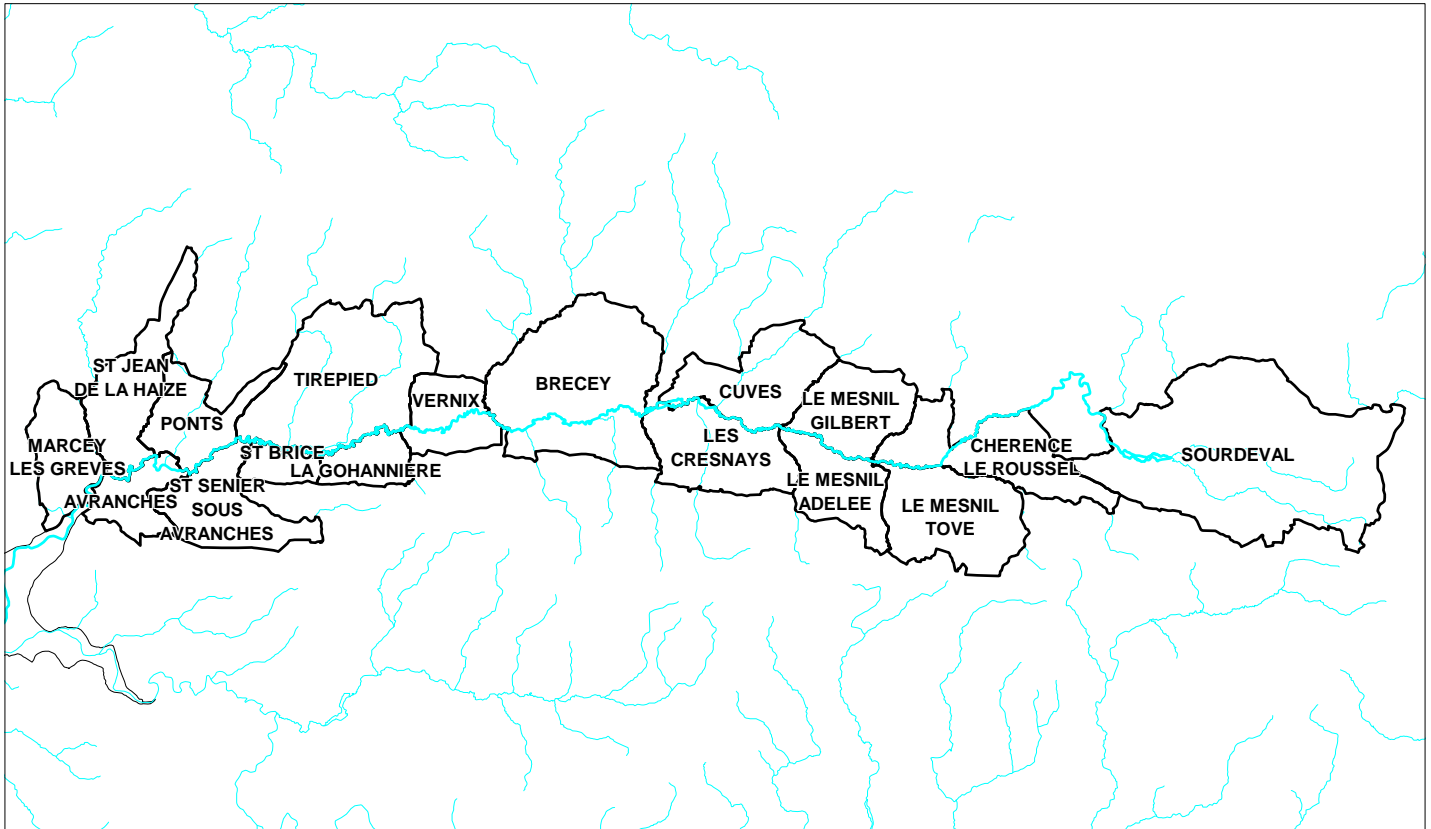 ST JEAN
DE LA HAIZE
TIREPIED
BRECEY
CUVES
VERNIX
LE MESNIL
GILBERT
PONTS
MARCEY
LES GREVES
ST BRICE
LA GOHANNIERE
LES
CRESNAYS
CHERENCE
LE ROUSSEL
SOURDEVAL
AVRANCHES
ST SENIER
SOUS
AVRANCHES
LE MESNIL
ADELEE
LE MESNIL
TOVE